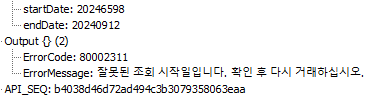 startDate: 20246598
endDate: 20240912
Output {} (2)
ErrorCode: 80002311
ErrorMessage: 잘못된 조회 시작일입니다. 확인 후 다시 거래하십시오.
API_SEQ: b4038d46d72ad494c3b3079358063eaa